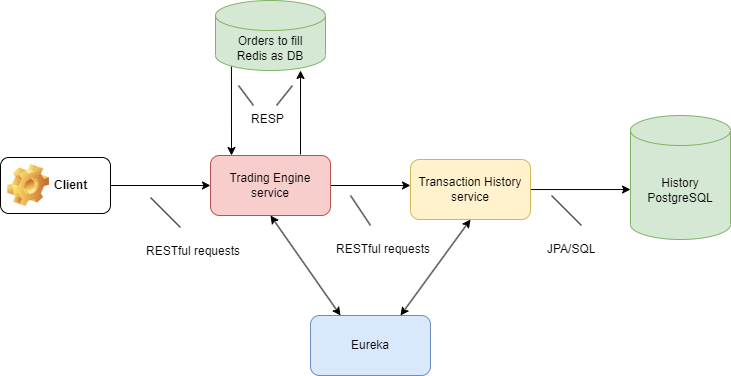 Orders to fill
Redis as DB
RESP
Client
Trading Engine
service
Transaction History
service
History
PostgreSQL
RESTful requests
RESTful requests
JPA/SQL
Eureka